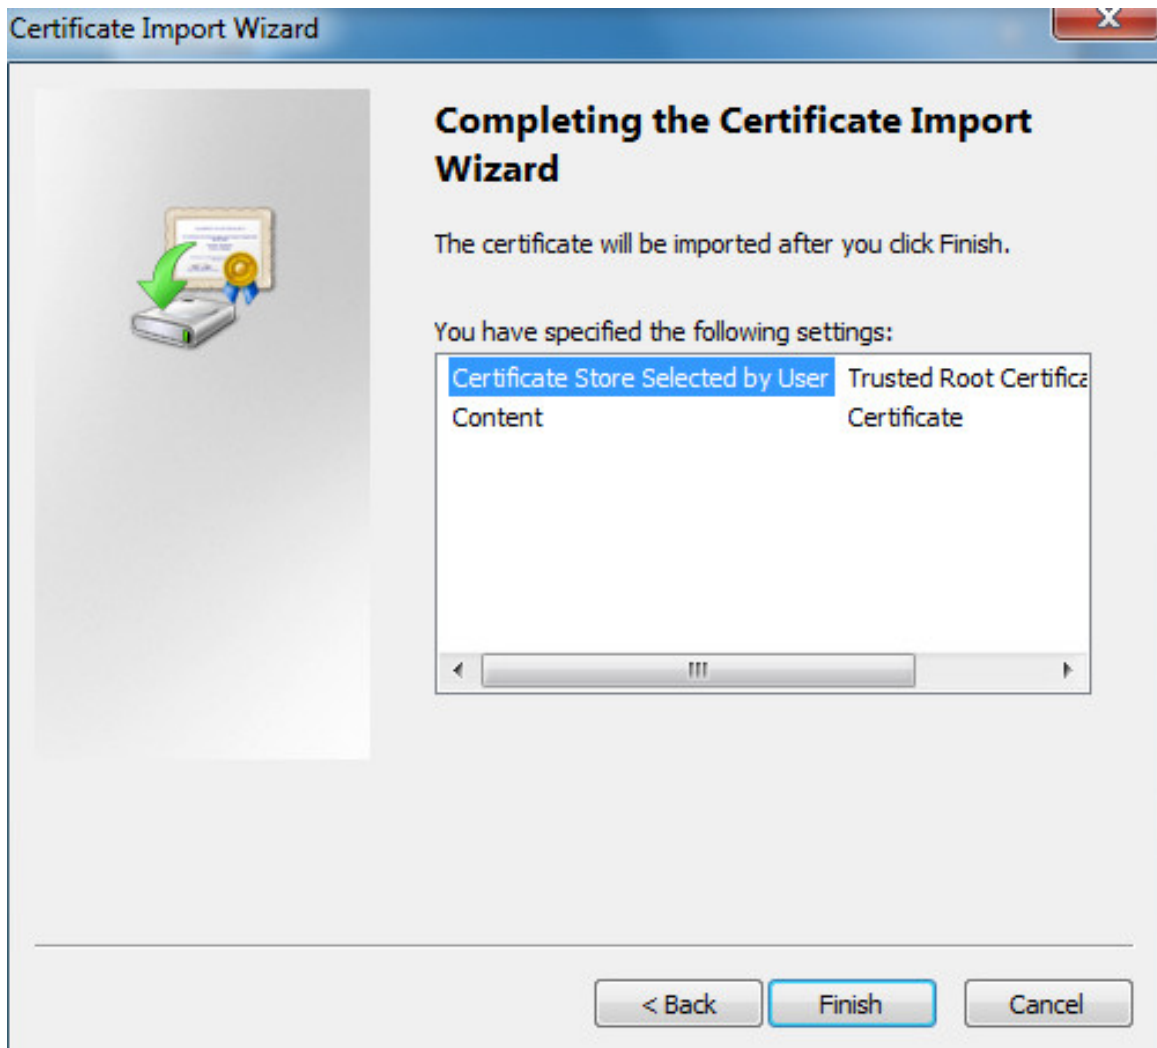 Certificate Import Wizard
Completing the Certificate Import
Wizard
The certificate will be imported after you click Finish.
You have specified the following settings:
Certificate Store Selected by User Trusted Root Certifica
Content Certificate
< Back Finish Cancel